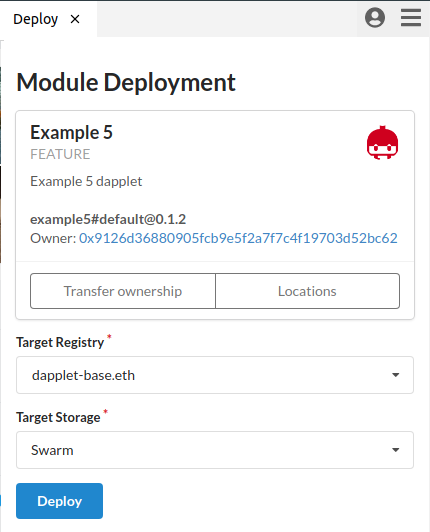 Deploy ×
Module Deployment
Example 5
FEATURE
Example 5 dapplet
example5#default@0.1.2
Owner: 0x9126d36880905fcb9e5f2a7f7c4f19703d52bc62
Transfer ownership Locations
Target Registry *
dapplet-base.eth
Target Storage *
Swarm
Deploy